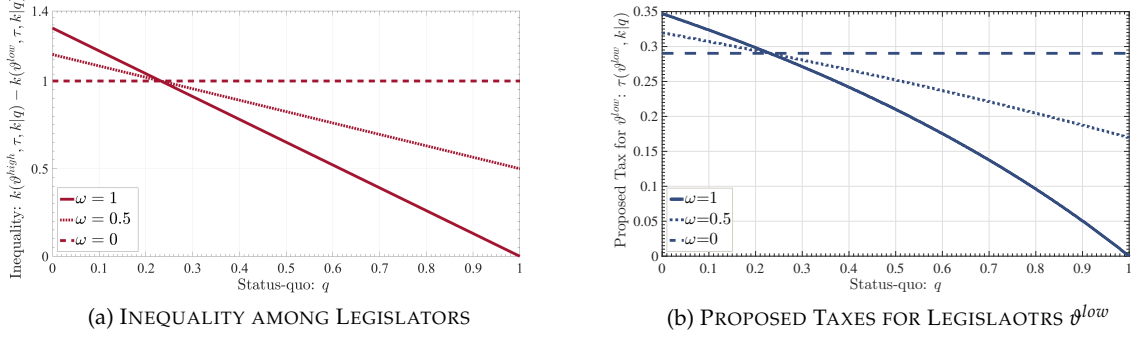 Inequality: k(ϑ^{high}, τ, k|q) − k(ϑ^{low}, τ, k|q)
1.4
1
0.5
0
ω = 1
ω = 0.5
ω = 0
0 0.1 0.2 0.3 0.4 0.5 0.6 0.7 0.8 0.9 1
Status-quo: q
(a) INEQUALITY AMONG LEGISLATORS
Proposed Tax for ϑ^{low}: τ(ϑ^{low}, k|q)
0.35
0.3
0.25
0.2
0.15
0.1
0.05
0
ω=1
ω=0.5
ω=0
0 0.1 0.2 0.3 0.4 0.5 0.6 0.7 0.8 0.9 1
Status-quo: q
(b) PROPOSED TAXES FOR LEGISLAOTRS ϑ^{low}